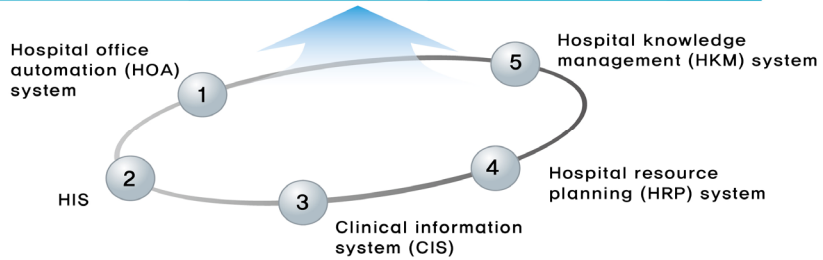 Hospital office
automation (HOA)
system
1
2
HIS
3
Clinical information
system (CIS)
4
Hospital resource
planning (HRP) system
5
Hospital knowledge
management (HKM) system